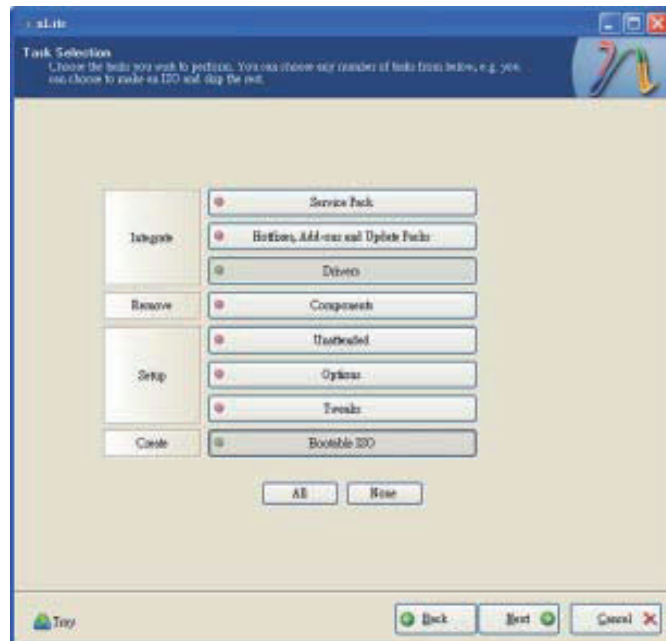 nLite
Task Selection
Choose the tasks you wish to perform. You can choose any number of tasks from below, e.g. you
can choose to make an ISO and skip the rest.
Integrate
Service Pack
Hotfixes, Add-ons and Update Packs
Drivers
Remove
Components
Setup
Unattended
Options
Tweaks
Create
Bootable ISO
All
None
Tray
Back
Next
Cancel